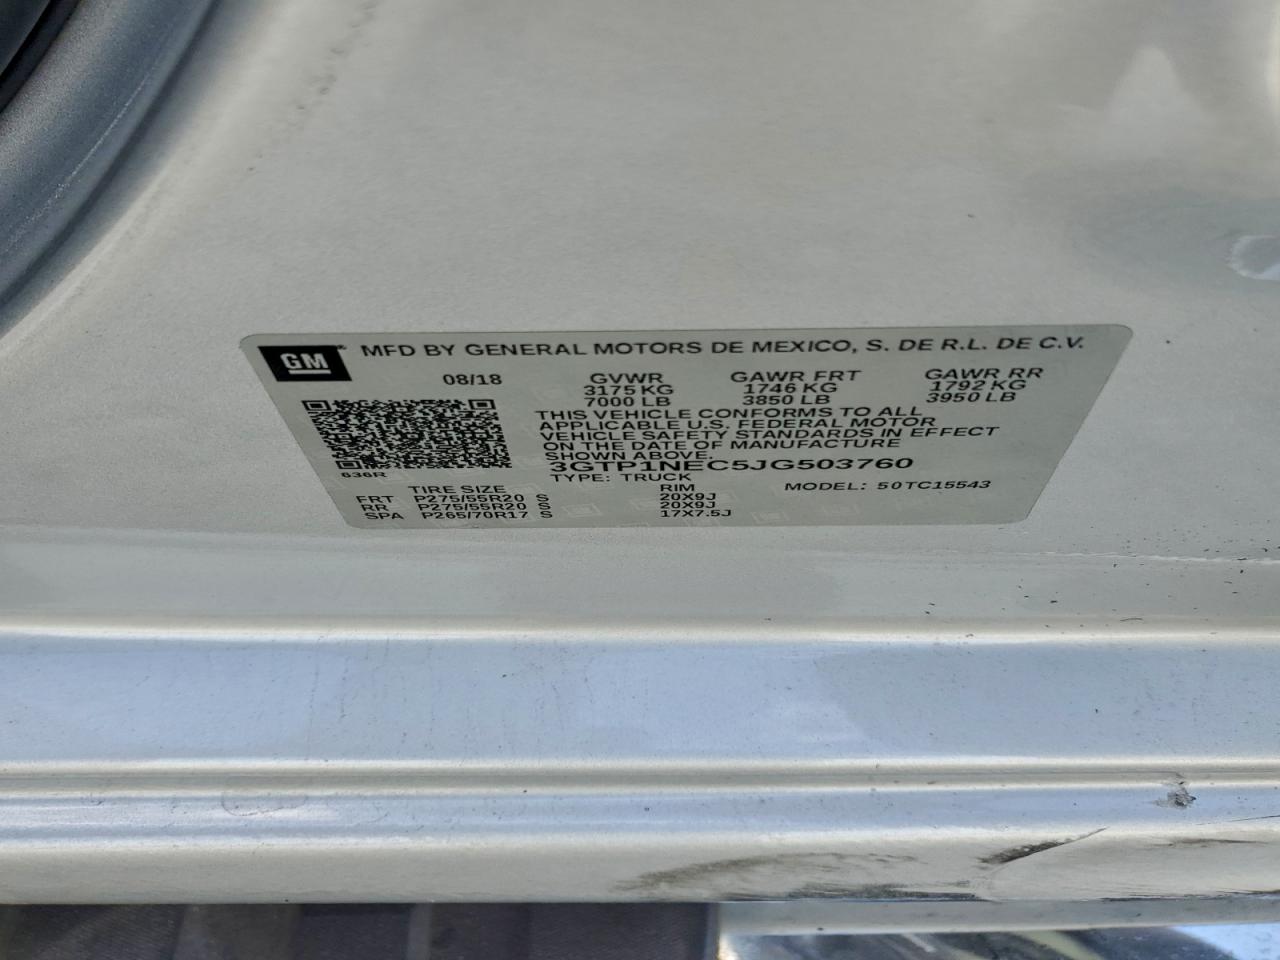 GM MFD BY GENERAL MOTORS DE MEXICO, S. DE R.L. DE C.V.
08/18 GVWR GAWR FRT GAWR RR
3175 KG 1746 KG 1792 KG
7000 LB 3850 LB 3950 LB
THIS VEHICLE CONFORMS TO ALL
APPLICABLE U.S. FEDERAL MOTOR
VEHICLE SAFETY STANDARDS IN EFFECT
ON THE DATE OF MANUFACTURE
SHOWN ABOVE.
3GTP1NEC5JG503760
636R
TYPE: TRUCK MODEL: 50TC15543
TIRE SIZE RIM
FRT P275/55R20 S 20X9J
RR P275/55R20 S 20X9J
SPA P265/70R17 S 17X7.5J